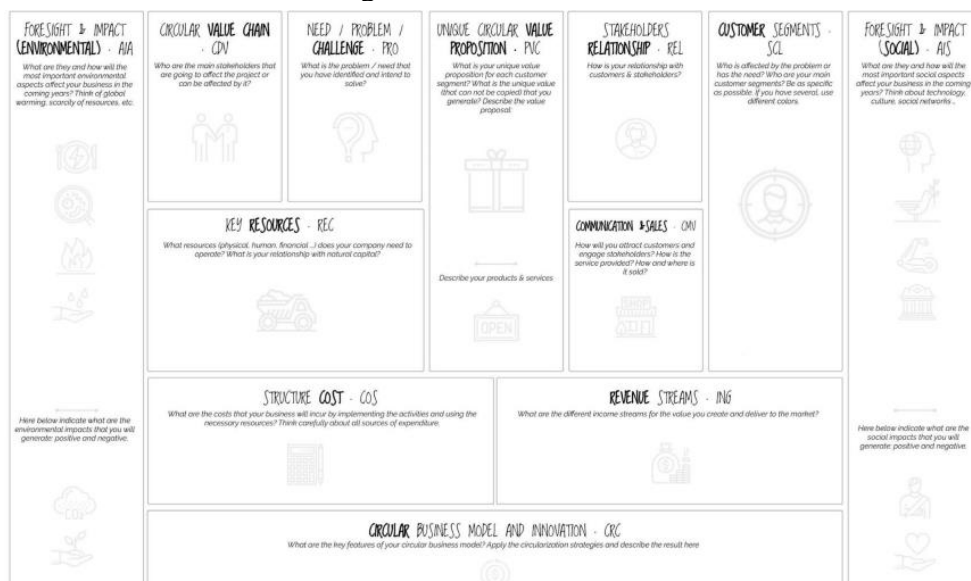 FORESIGHT & IMPACT
(ENVIRONMENTAL) · AIA
What are they and how will the
most important environmental
aspects affect your business in the
coming years? Think of global
warming, scarcity of resources, etc.
Here below indicate what are the
environmental impacts that you will
generate: positive and negative.
CIRCULAR VALUE CHAIN
· CDV
Who are the main stakeholders that
are going to affect the project or
can be affected by it?
NEED / PROBLEM /
CHALLENGE · PRO
What is the problem / need that
you have identified and intend to
solve?
UNIQUE CIRCULAR VALUE
PROPOSITION · PVC
What is your unique value
proposition for each customer
segment? What is the unique value
(that can not be copied) that you
generate? Describe the value
proposal:
Describe your products & services
OPEN
STAKEHOLDERS
RELATIONSHIP · REL
How is your relationship with
customers & stakeholders?
CUSTOMER SEGMENTS ·
SCL
Who is affected by the problem or
has the need? Who are your main
customer segments? Be as specific
as possible. If you have several, use
different colors.
FORESIGHT & IMPACT
(SOCIAL) · AIS
What are they and how will the
most important social aspects
affect your business in the coming
years? Think about technology,
culture, social networks ..
Here below indicate what are the
social impacts that you will
generate: positive and negative.
KEY RESOURCES · REC
What resources (physical, human, financial ...) does your company need to
operate? What is your relationship with natural capital?
COMMUNICATION & SALES · CMV
How will you attract customers and
engage stakeholders? How is the
service provided? How and where is
it sold?
SHOP
STRUCTURE COST · COS
What are the costs that your business will incur by implementing the activities and using the
necessary resources? Think carefully about all sources of expenditure.
REVENUE STREAMS · ING
What are the different income streams for the value you create and deliver to the market?
CIRCULAR BUSINESS MODEL AND INNOVATION · CRC
What are the key features of your circular business model? Apply the circularization strategies and describe the result here